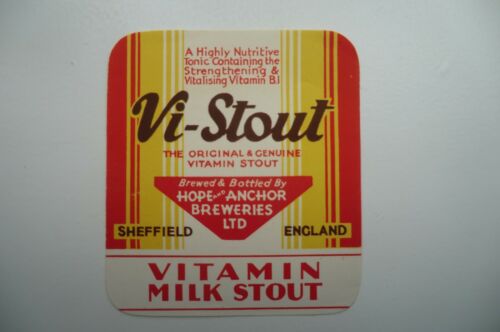 A Highly Nutritive
Tonic Containing the
Strengthening &
Vitalising Vitamin B.1
Vi-Stout
THE ORIGINAL & GENUINE
VITAMIN STOUT
Brewed & Bottled By
HOPE AND ANCHOR
BREWERIES
LTD
SHEFFIELD ENGLAND
VITAMIN
MILK STOUT